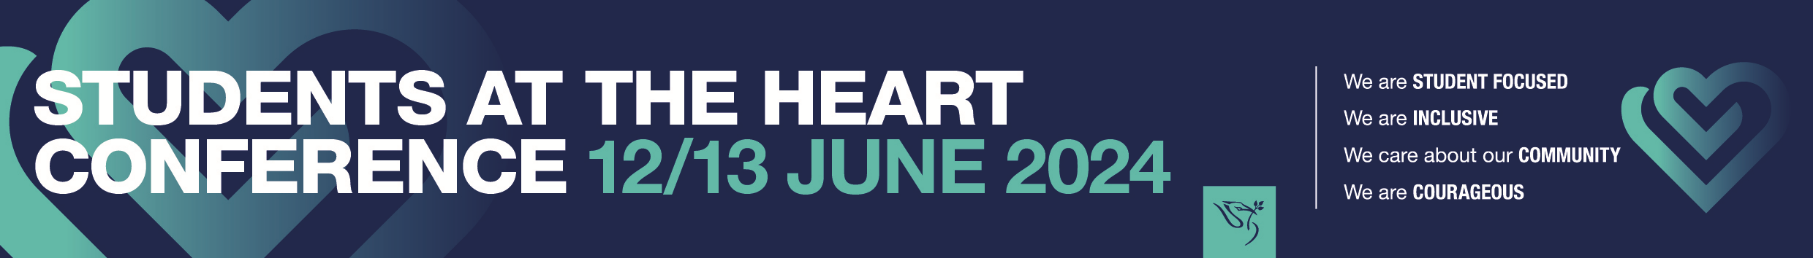 STUDENTS AT THE HEART
CONFERENCE 12/13 JUNE 2024
We are STUDENT FOCUSED
We are INCLUSIVE
We care about our COMMUNITY
We are COURAGEOUS